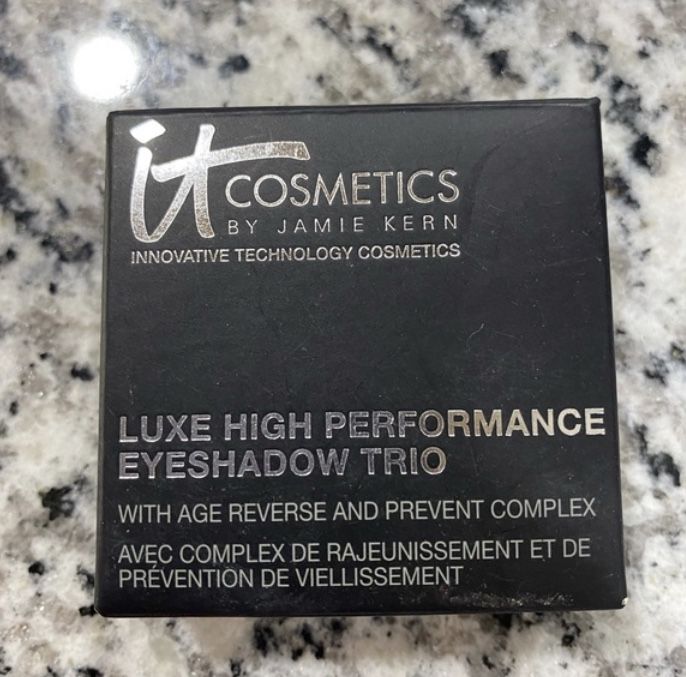 it COSMETICS
BY JAMIE KERN
INNOVATIVE TECHNOLOGY COSMETICS
LUXE HIGH PERFORMANCE
EYESHADOW TRIO
WITH AGE REVERSE AND PREVENT COMPLEX
AVEC COMPLEX DE RAJEUNISSEMENT ET DE
PRÉVENTION DE VIELLISSEMENT